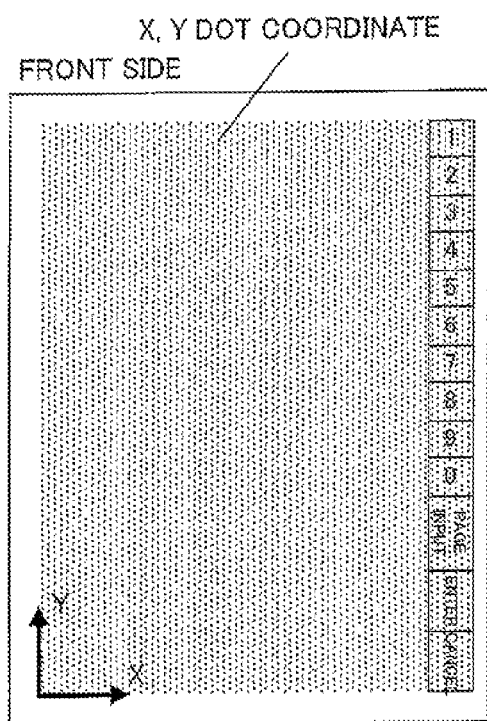 X, Y DOT COORDINATE
FRONT SIDE
1
2
3
4
5
6
7
8
9
0
PAGE
INPUT
ENTER
CANCEL
Y
X